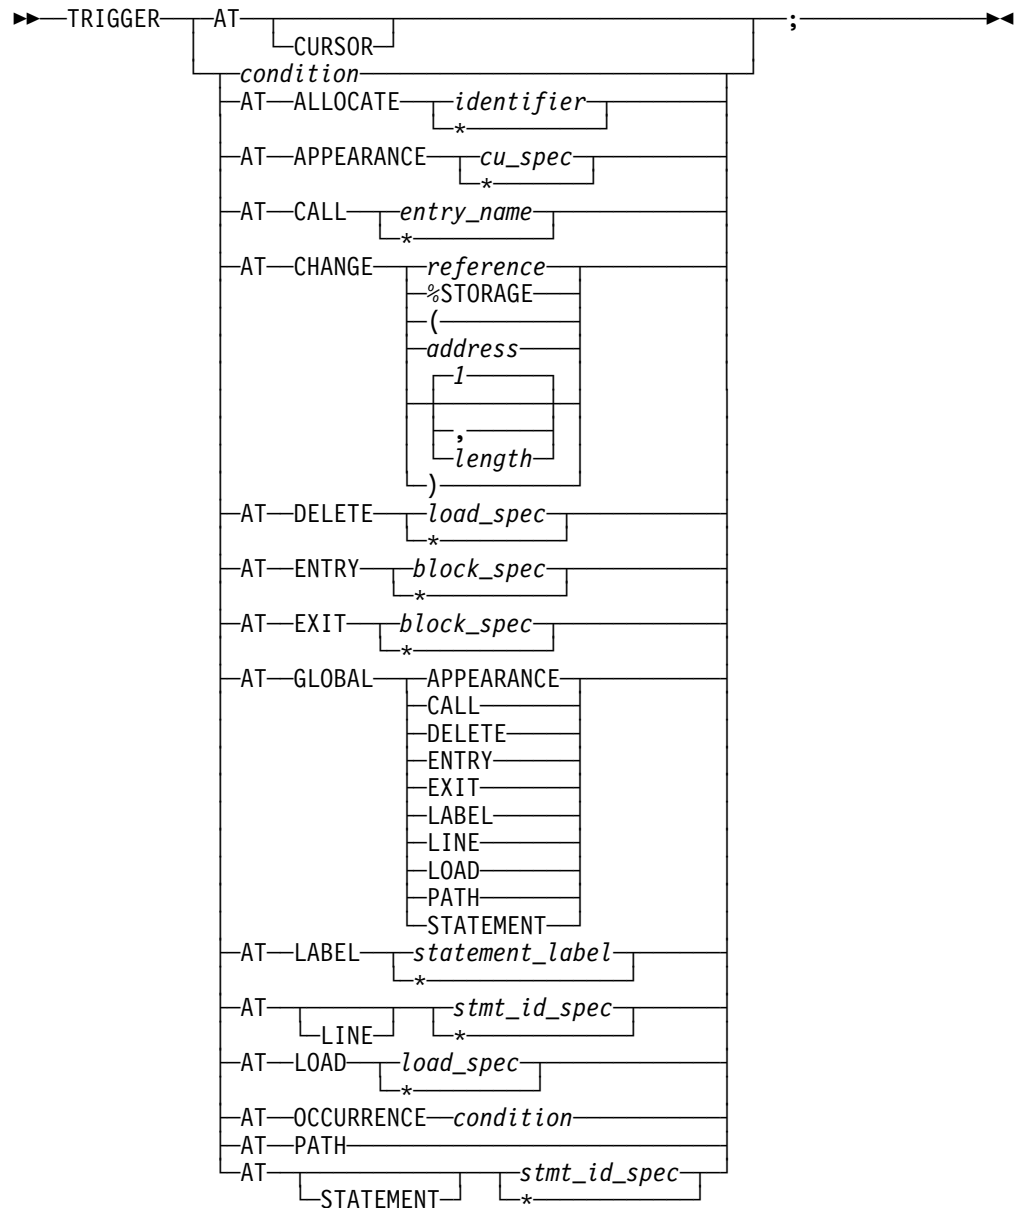 TRIGGER AT ;
CURSOR
condition
AT ALLOCATE identifier
*
AT APPEARANCE cu_spec
*
AT CALL entry_name
*
AT CHANGE reference
%STORAGE
(
address
1
,
length
)
AT DELETE load_spec
*
AT ENTRY block_spec
*
AT EXIT block_spec
*
AT GLOBAL APPEARANCE
CALL
DELETE
ENTRY
EXIT
LABEL
LINE
LOAD
PATH
STATEMENT
AT LABEL statement_label
*
AT stmt_id_spec
LINE *
AT LOAD load_spec
*
AT OCCURRENCE condition
AT PATH
AT stmt_id_spec
STATEMENT *